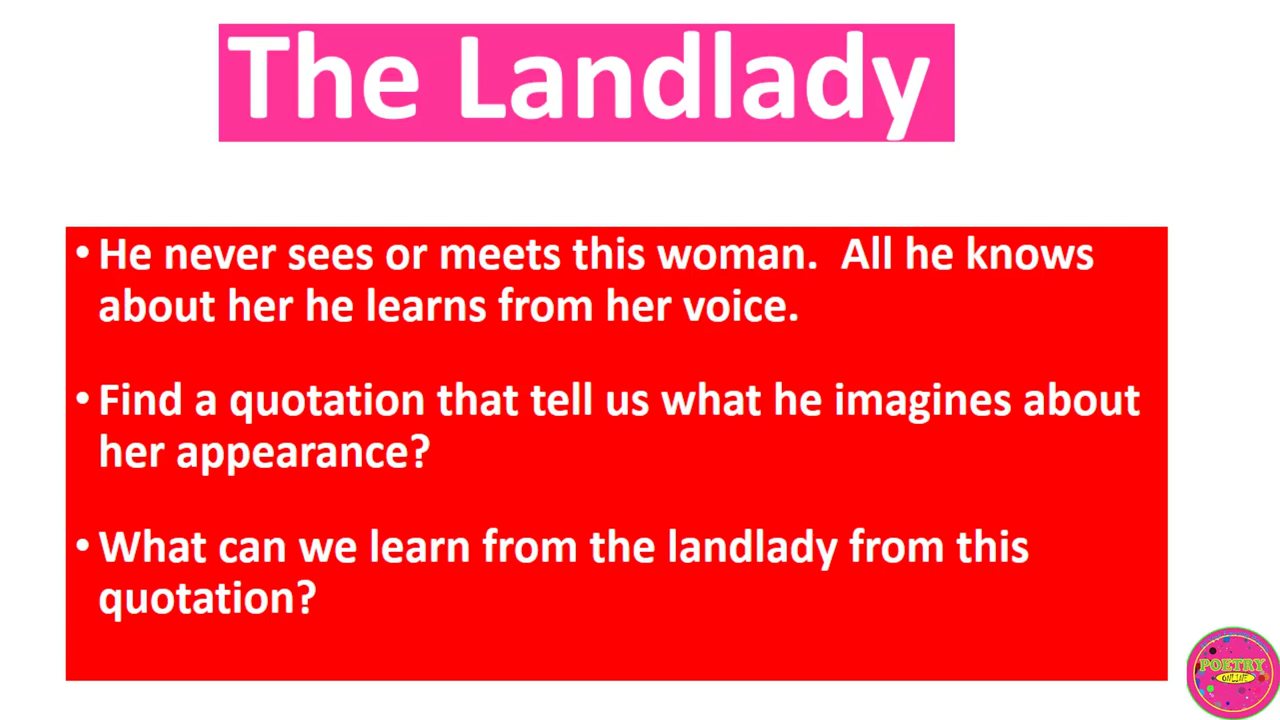 The Landlady
• He never sees or meets this woman.  All he knows
about her he learns from her voice.
• Find a quotation that tell us what he imagines about
her appearance?
• What can we learn from the landlady from this
quotation?
POETRY
ONLINE